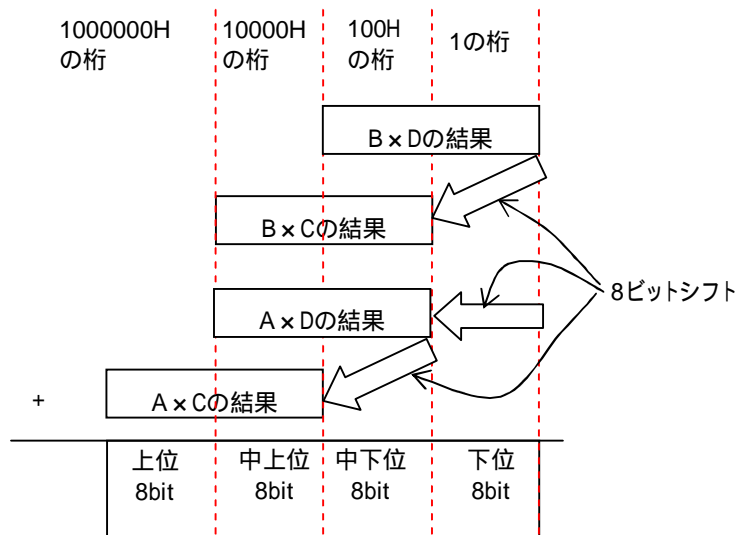 1000000H
の桁
10000H
の桁
100H
の桁
1の桁
B×Dの結果
B×Cの結果
A×Dの結果
8ビットシフト
+
A×Cの結果
上位
8bit
中上位
8bit
中下位
8bit
下位
8bit